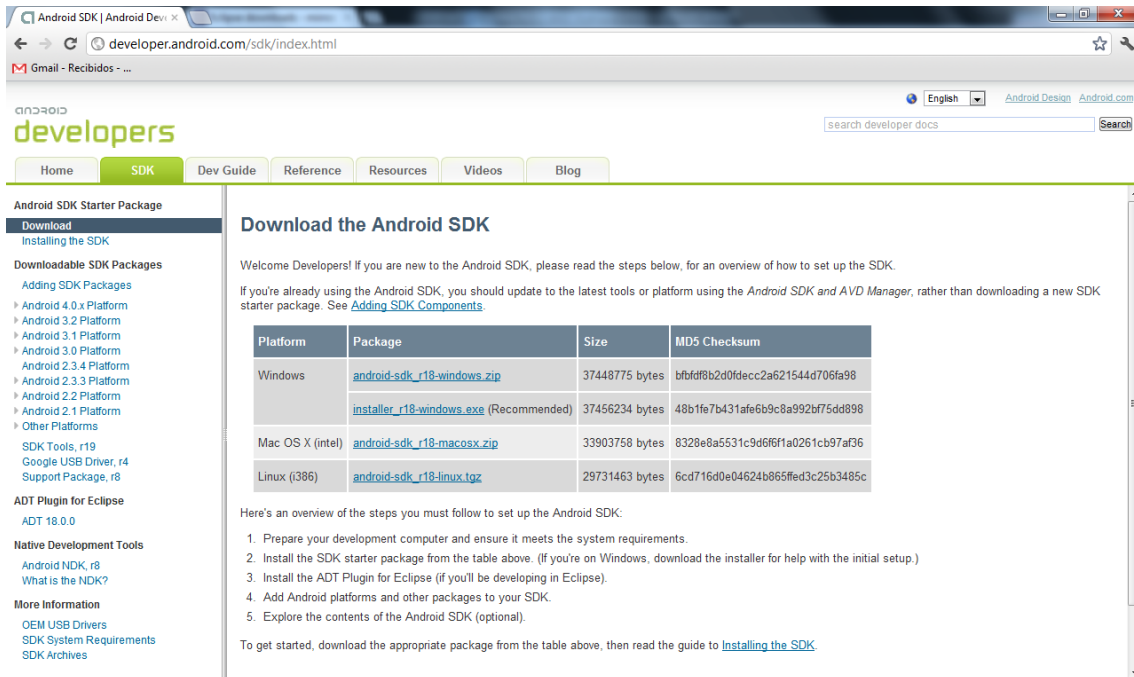 Android SDK | Android Deve
developer.android.com/sdk/index.html
Gmail - Recibidos - ...
English
Android Design
Android.com
android
developers
search developer docs
Search
Home
SDK
Dev Guide
Reference
Resources
Videos
Blog
Android SDK Starter Package
Download
Installing the SDK
Downloadable SDK Packages
Adding SDK Packages
Android 4.0.x Platform
Android 3.2 Platform
Android 3.1 Platform
Android 3.0 Platform
Android 2.3.4 Platform
Android 2.3.3 Platform
Android 2.2 Platform
Android 2.1 Platform
Other Platforms
SDK Tools, r19
Google USB Driver, r4
Support Package, r8
ADT Plugin for Eclipse
ADT 18.0.0
Native Development Tools
Android NDK, r8
What is the NDK?
More Information
OEM USB Drivers
SDK System Requirements
SDK Archives
Download the Android SDK
Welcome Developers! If you are new to the Android SDK, please read the steps below, for an overview of how to set up the SDK.
If you're already using the Android SDK, you should update to the latest tools or platform using the Android SDK and AVD Manager, rather than downloading a new SDK
starter package. See Adding SDK Components.
Platform Package Size MD5 Checksum
Windows android-sdk_r18-windows.zip 37448775 bytes bfbfdf8b2d0fdecc2a621544d706fa98
installer_r18-windows.exe (Recommended) 37456234 bytes 48b1fe7b431afe6b9c8a992bf75dd898
Mac OS X (intel) android-sdk_r18-macosx.zip 33903758 bytes 8328e8a5531c9d6f6f1a0261cb97af36
Linux (i386) android-sdk_r18-linux.tgz 29731463 bytes 6cd716d0e04624b865ffed3c25b3485c
Here's an overview of the steps you must follow to set up the Android SDK:
1. Prepare your development computer and ensure it meets the system requirements.
2. Install the SDK starter package from the table above. (If you're on Windows, download the installer for help with the initial setup.)
3. Install the ADT Plugin for Eclipse (if you'll be developing in Eclipse).
4. Add Android platforms and other packages to your SDK.
5. Explore the contents of the Android SDK (optional).
To get started, download the appropriate package from the table above, then read the guide to Installing the SDK.